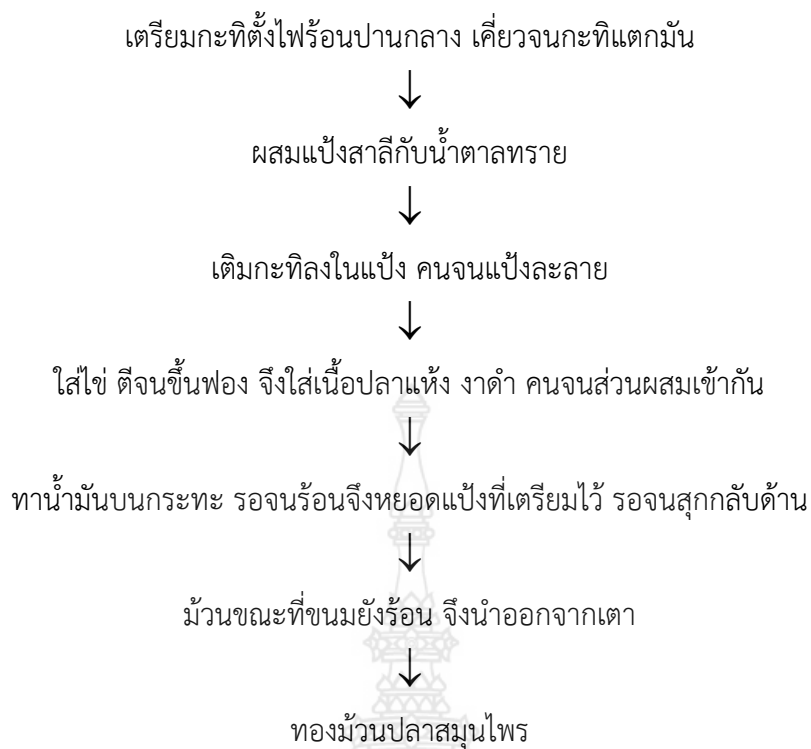 เตรียมกะทิตั้งไฟร้อนปานกลาง เคี่ยวจนกะทิแตกมัน
ผสมแป้งสาลีกับน้ำตาลทราย
เติมกะทิลงในแป้ง คนจนแป้งละลาย
ใส่ไข่ ตีจนขึ้นฟอง จึงใส่เนื้อปลาแห้ง งาดำ คนจนส่วนผสมเข้ากัน
ทาน้ำมันบนกระทะ รอจนร้อนจึงหยอดแป้งที่เตรียมไว้ รอจนสุกกลับด้าน
ม้วนขณะที่ขนมยังร้อน จึงนำออกจากเตา
ทองม้วนปลาสมุนไพร